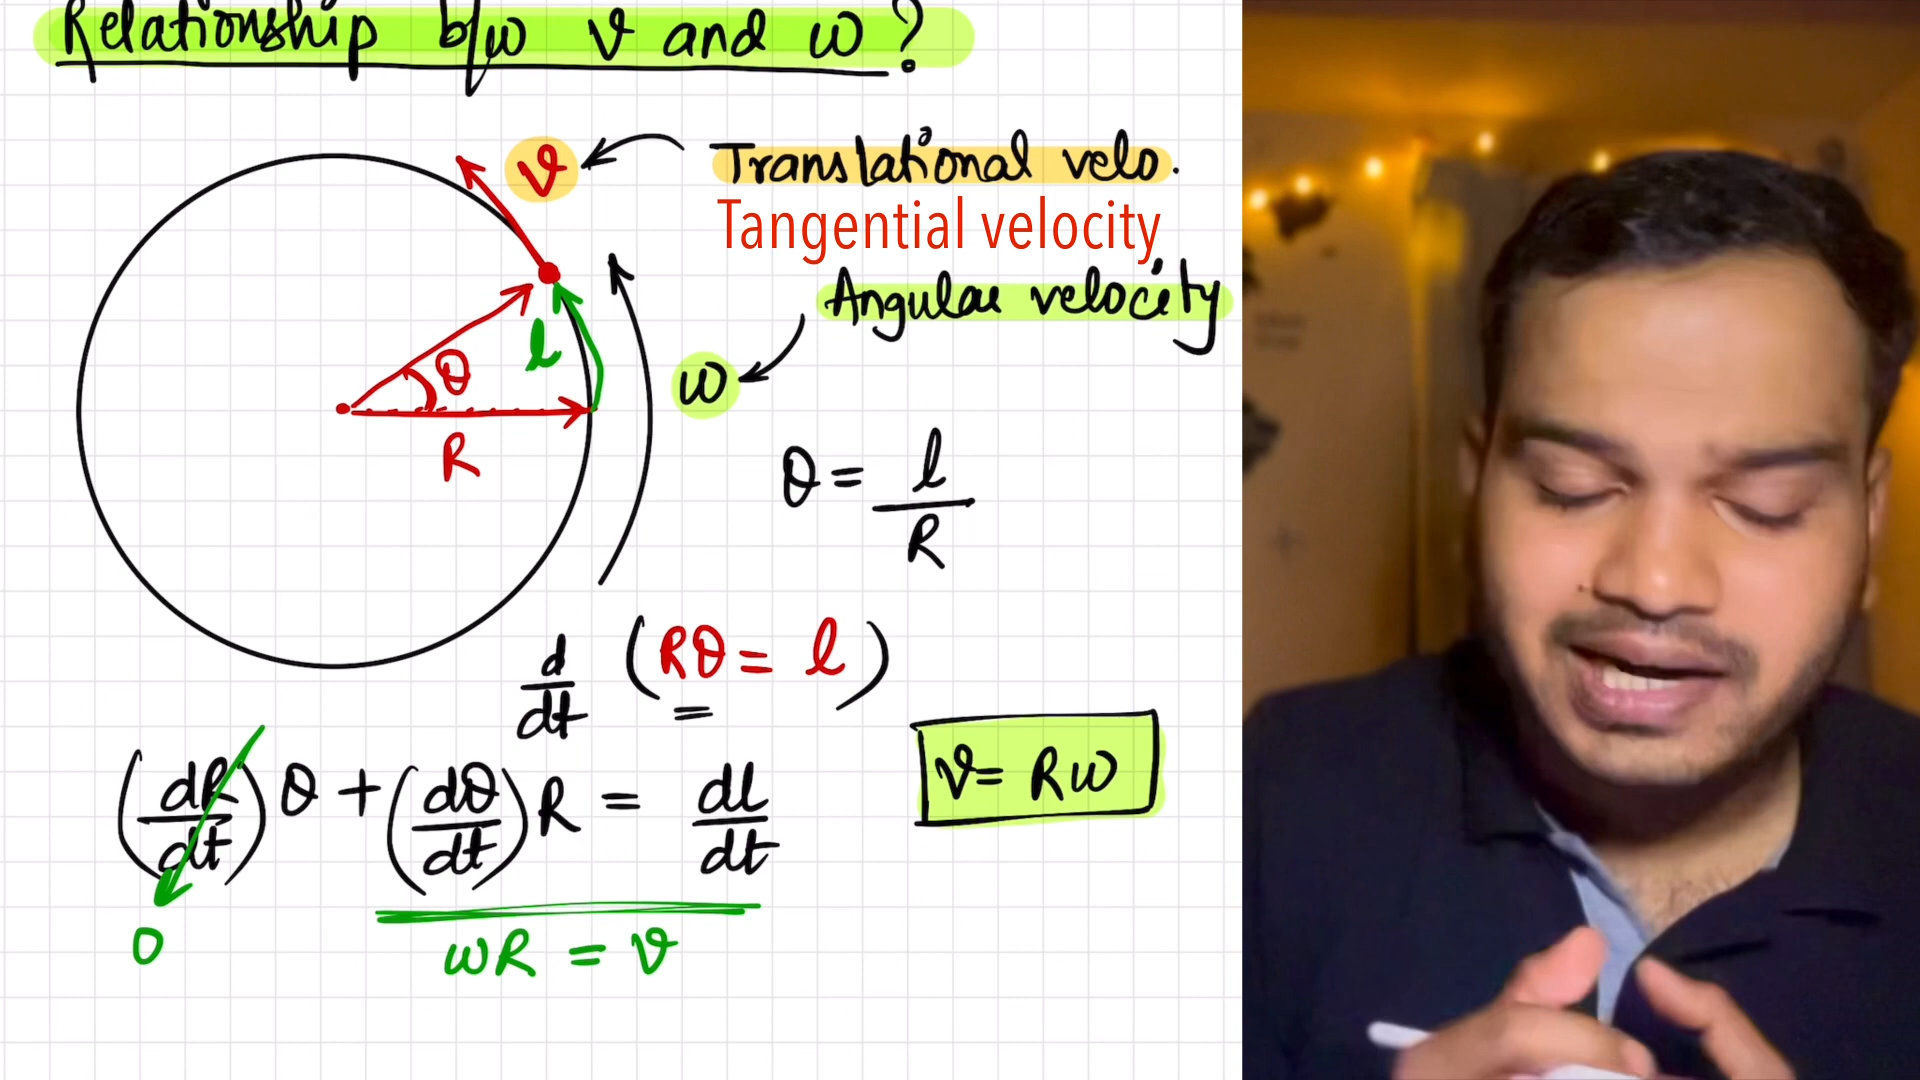 Relationship b/w v and ω ?
v
Translational velo.
Tangential velocity
Angular velocity
l
θ
ω
R
θ = l/R
d/dt (Rθ = l)
=
(dR/dt) θ + (dθ/dt) R = dl/dt
v = Rω
0
ωR = v